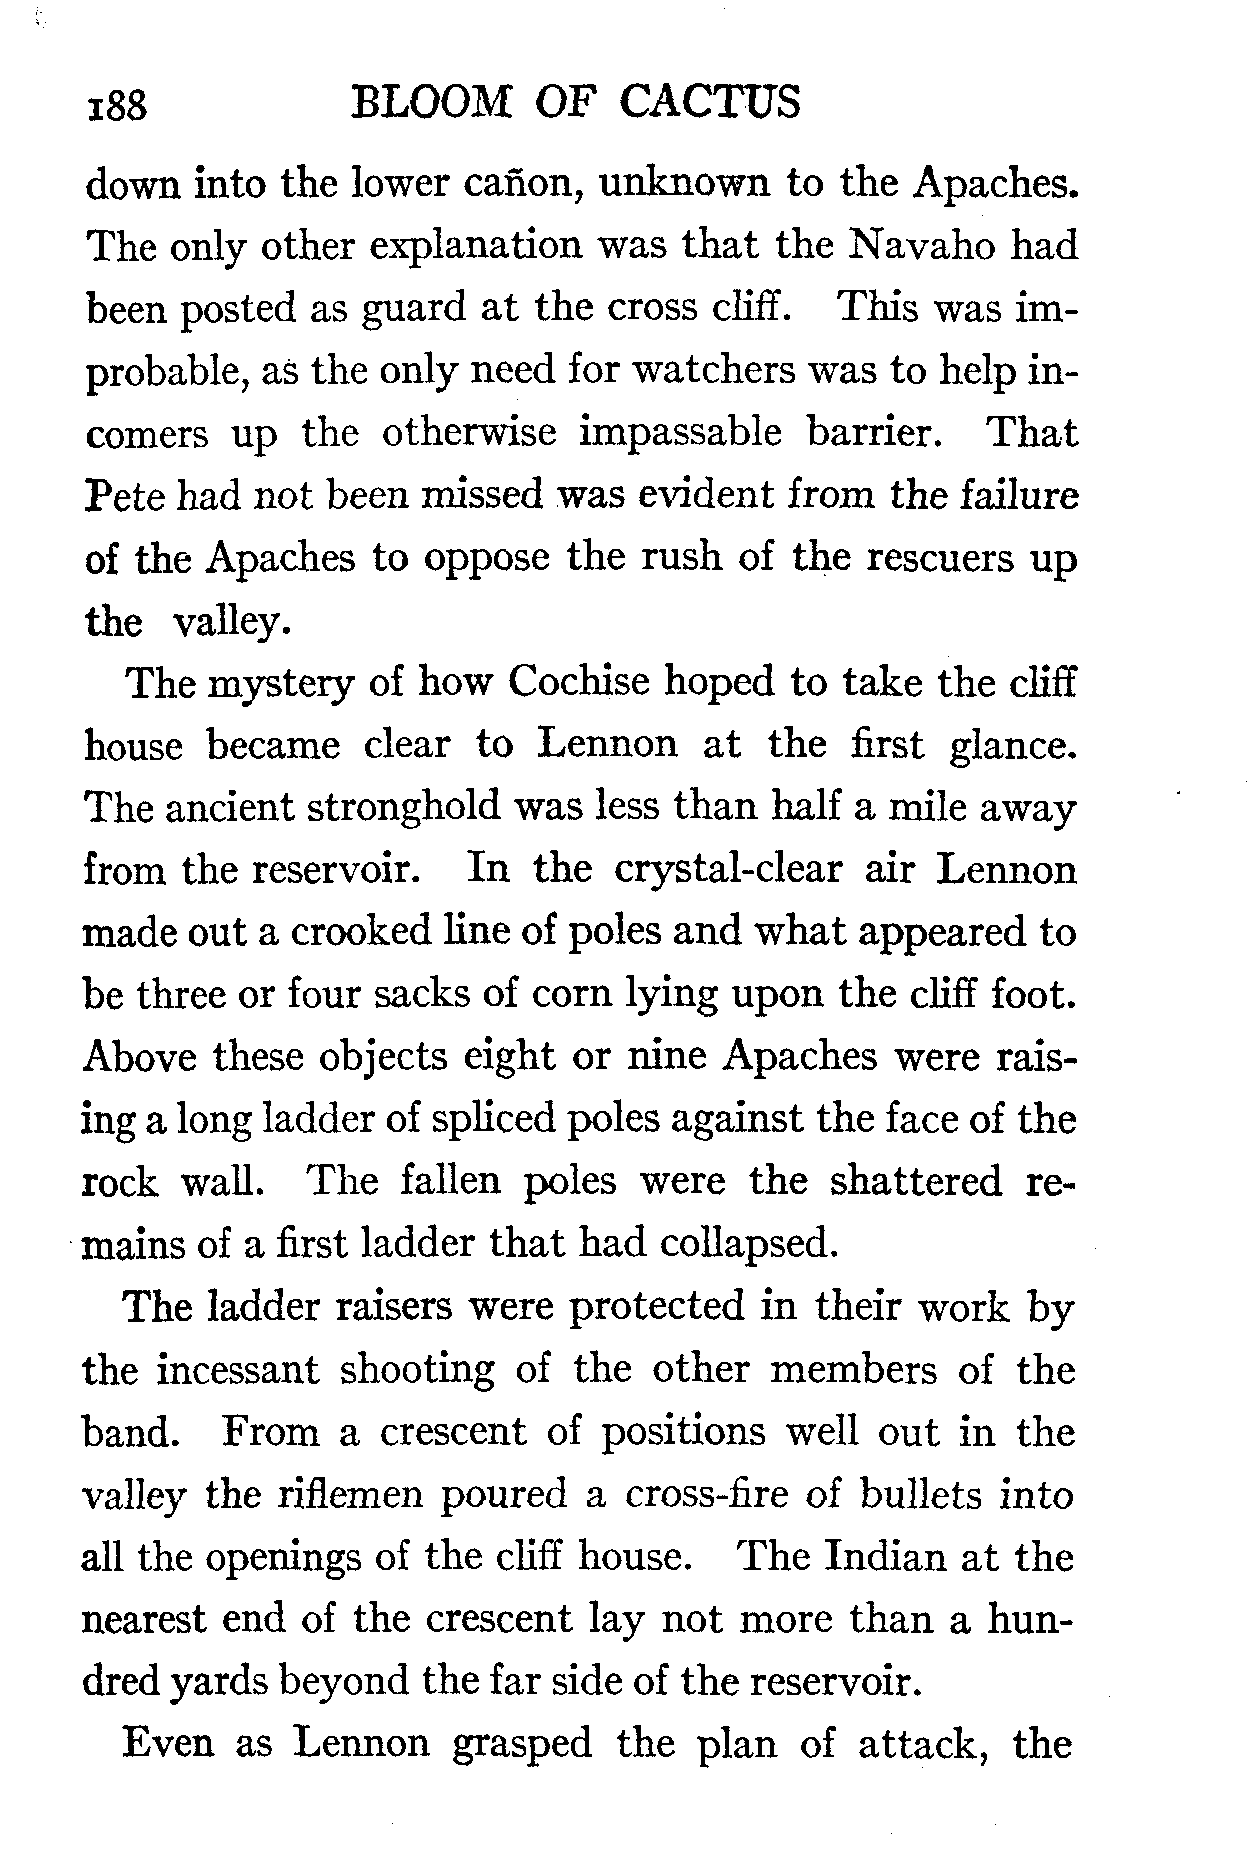 188 BLOOM OF CACTUS
down into the lower cañon, unknown to the Apaches.
The only other explanation was that the Navaho had
been posted as guard at the cross cliff. This was im-
probable, as the only need for watchers was to help in-
comers up the otherwise impassable barrier. That
Pete had not been missed was evident from the failure
of the Apaches to oppose the rush of the rescuers up
the valley.
The mystery of how Cochise hoped to take the cliff
house became clear to Lennon at the first glance.
The ancient stronghold was less than half a mile away
from the reservoir. In the crystal-clear air Lennon
made out a crooked line of poles and what appeared to
be three or four sacks of corn lying upon the cliff foot.
Above these objects eight or nine Apaches were rais-
ing a long ladder of spliced poles against the face of the
rock wall. The fallen poles were the shattered re-
mains of a first ladder that had collapsed.
The ladder raisers were protected in their work by
the incessant shooting of the other members of the
band. From a crescent of positions well out in the
valley the riflemen poured a cross-fire of bullets into
all the openings of the cliff house. The Indian at the
nearest end of the crescent lay not more than a hun-
dred yards beyond the far side of the reservoir.
Even as Lennon grasped the plan of attack, the